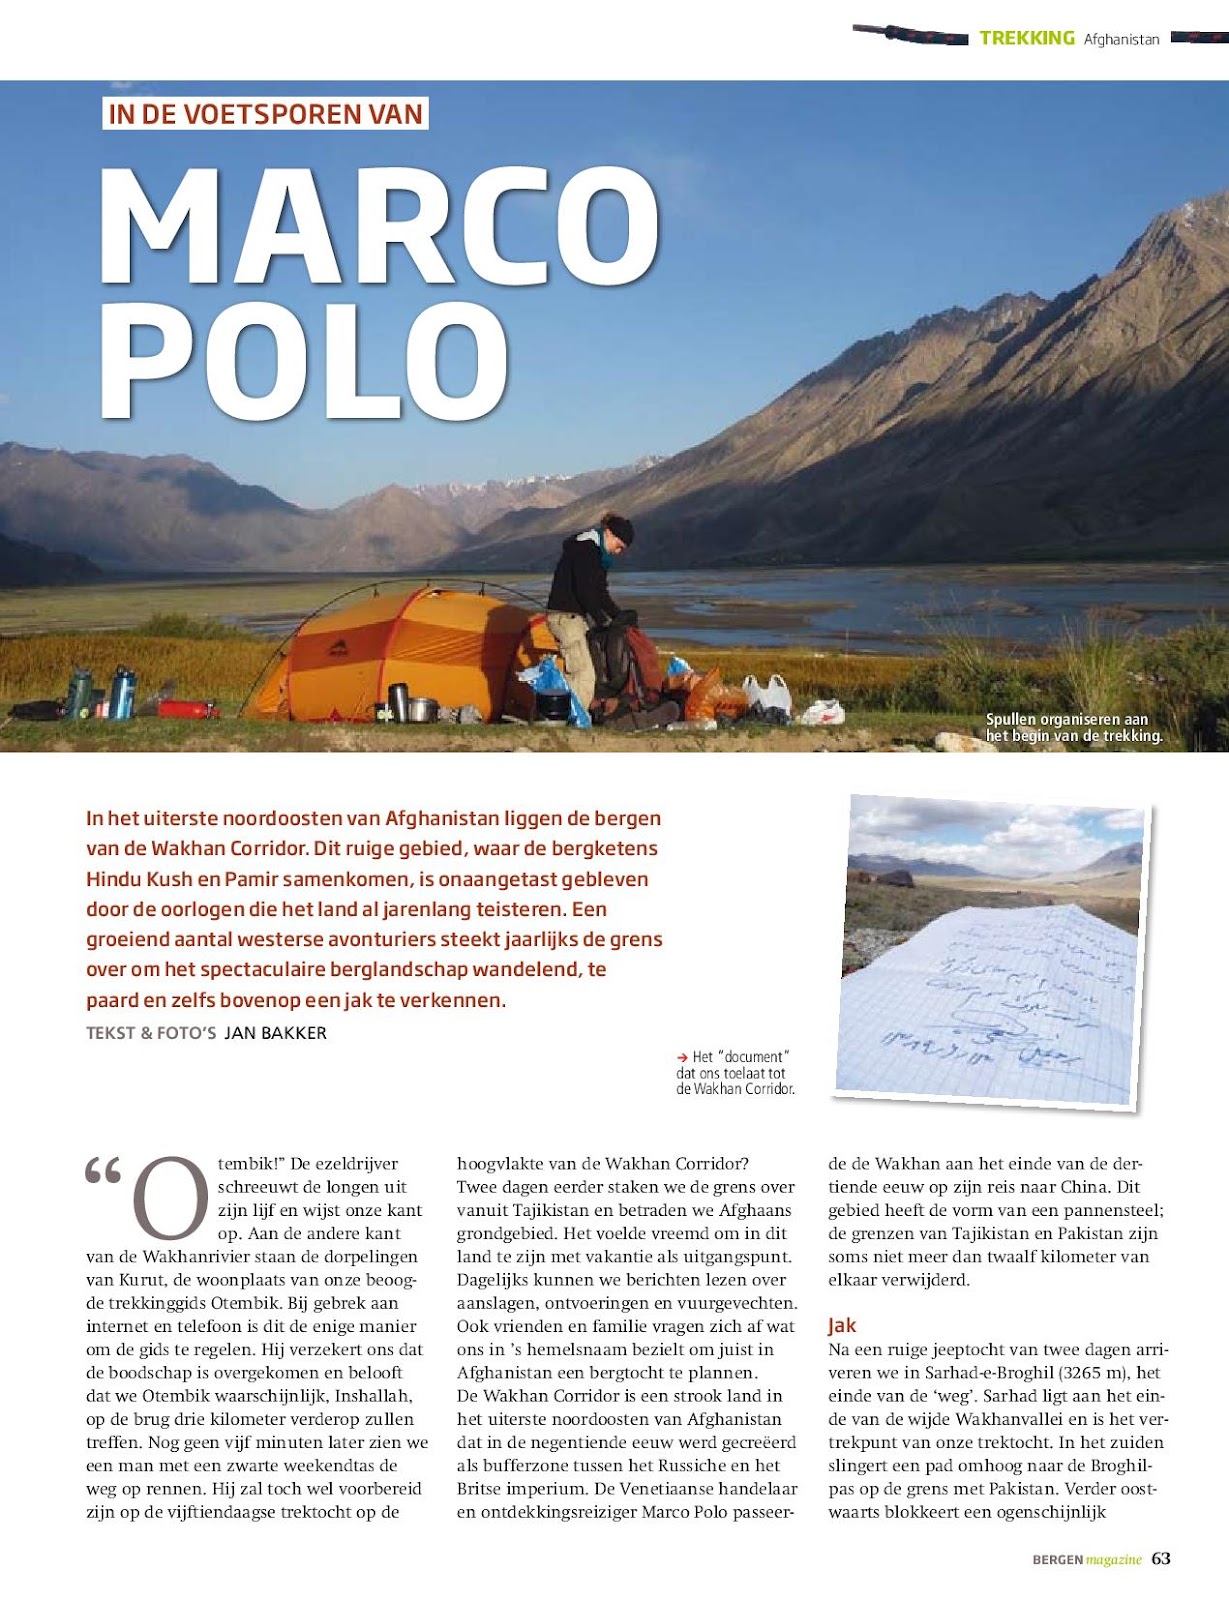 TREKKING Afghanistan
IN DE VOETSPOREN VAN
MARCO
POLO
Spullen organiseren aan
het begin van de trekking.
In het uiterste noordoosten van Afghanistan liggen de bergen
van de Wakhan Corridor. Dit ruige gebied, waar de bergketens
Hindu Kush en Pamir samenkomen, is onaangetast gebleven
door de oorlogen die het land al jarenlang teisteren. Een
groeiend aantal westerse avonturiers steekt jaarlijks de grens
over om het spectaculaire berglandschap wandelend, te
paard en zelfs bovenop een jak te verkennen.
TEKST & FOTO’S JAN BAKKER
→ Het “document”
dat ons toelaat tot
de Wakhan Corridor.
“Otembik!” De ezeldrijver
schreeuwt de longen uit
zijn lijf en wijst onze kant
op. Aan de andere kant
van de Wakhanrivier staan de dorpelingen
van Kurut, de woonplaats van onze beoog-
de trekkinggids Otembik. Bij gebrek aan
internet en telefoon is dit de enige manier
om de gids te regelen. Hij verzekert ons dat
de boodschap is overgekomen en belooft
dat we Otembik waarschijnlijk, Inshallah,
op de brug drie kilometer verderop zullen
treffen. Nog geen vijf minuten later zien we
een man met een zwarte weekendtas de
weg op rennen. Hij zal toch wel voorbereid
zijn op de vijftiendaagse trektocht op de
hoogvlakte van de Wakhan Corridor?
Twee dagen eerder staken we de grens over
vanuit Tajikistan en betraden we Afghaans
grondgebied. Het voelde vreemd om in dit
land te zijn met vakantie als uitgangspunt.
Dagelijks kunnen we berichten lezen over
aanslagen, ontvoeringen en vuurgevechten.
Ook vrienden en familie vragen zich af wat
ons in ’s hemelsnaam bezielt om juist in
Afghanistan een bergtocht te plannen.
De Wakhan Corridor is een strook land in
het uiterste noordoosten van Afghanistan
dat in de negentiende eeuw werd gecreëerd
als bufferzone tussen het Russiche en het
Britse imperium. De Venetiaanse handelaar
en ontdekkingsreiziger Marco Polo passeer-
de de Wakhan aan het einde van de der-
tiende eeuw op zijn reis naar China. Dit
gebied heeft de vorm van een pannensteel;
de grenzen van Tajikistan en Pakistan zijn
soms niet meer dan twaalf kilometer van
elkaar verwijderd.
Jak
Na een ruige jeeptocht van twee dagen arri-
veren we in Sarhad-e-Broghil (3265 m), het
einde van de ‘weg’. Sarhad ligt aan het ein-
de van de wijde Wakhanvallei en is het ver-
trekpunt van onze trektocht. In het zuiden
slingert een pad omhoog naar de Broghil-
pas op de grens met Pakistan. Verder oost-
waarts blokkeert een ogenschijnlijk
BERGEN magazine 63